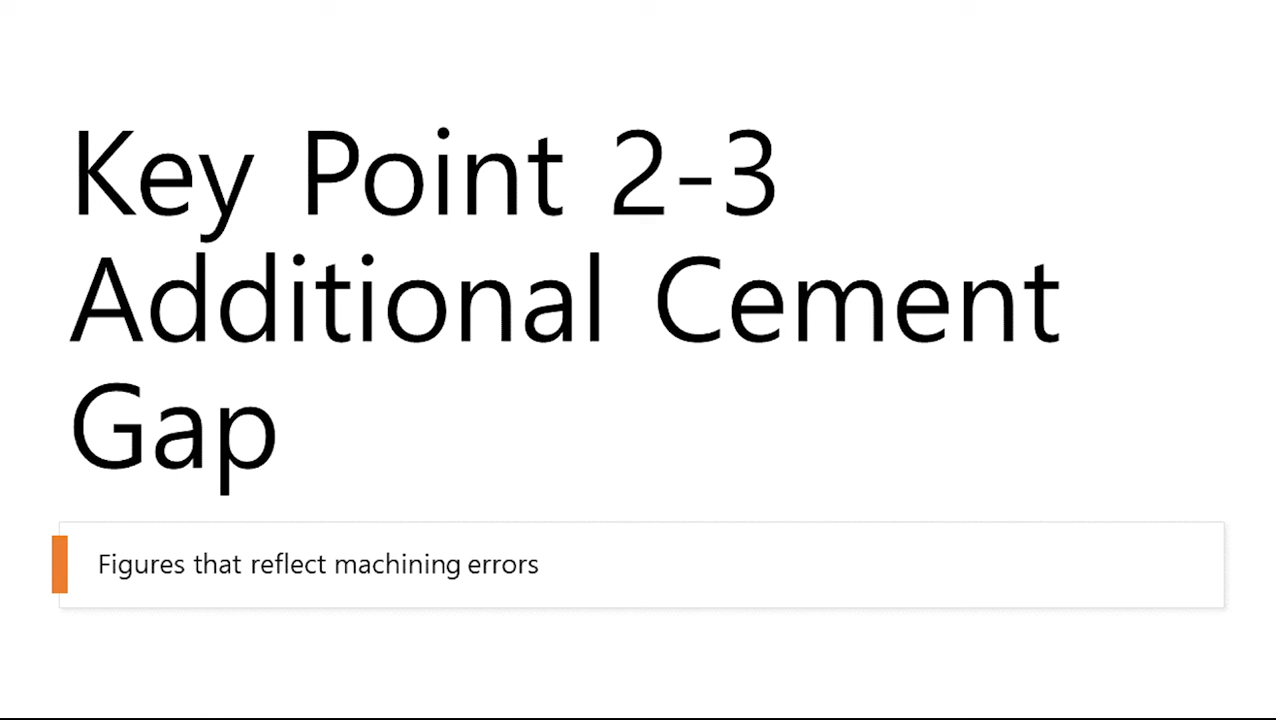 Key Point 2-3
Additional Cement
Gap
Figures that reflect machining errors